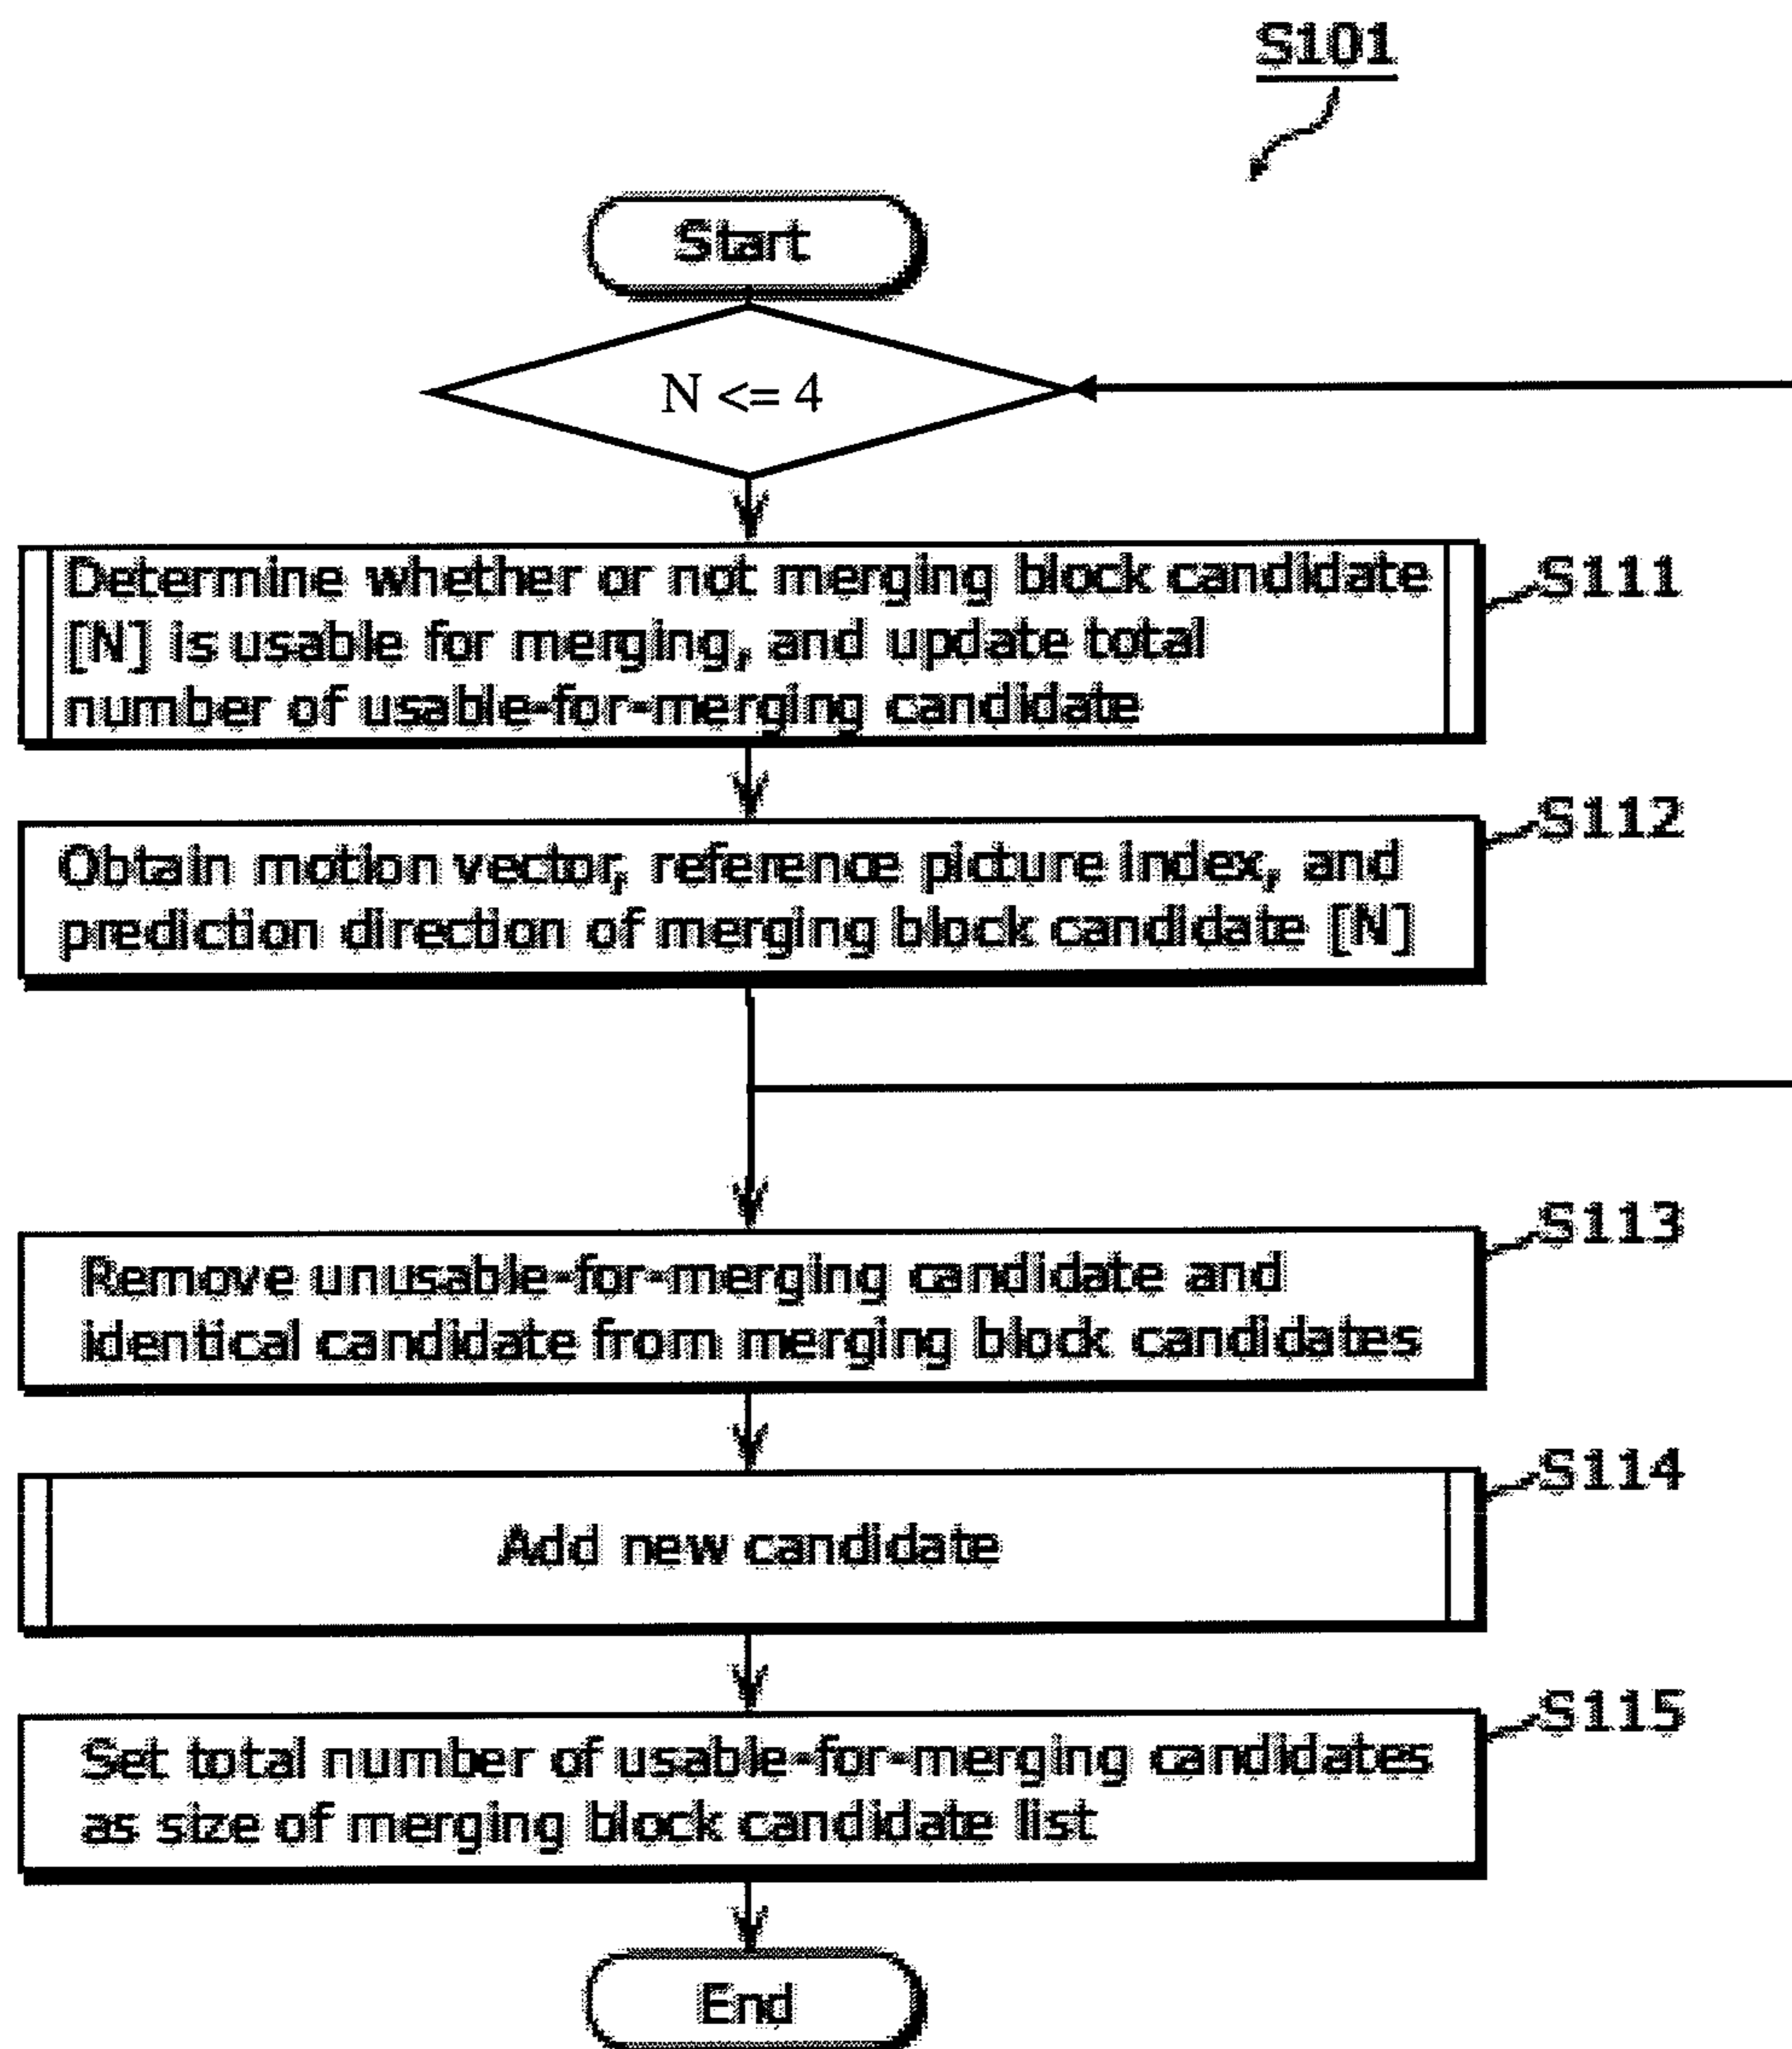 S101
Start
N <= 4
Determine whether or not merging block candidate
[N] is usable for merging, and update total
number of usable-for-merging candidate
S111
Obtain motion vector, reference picture index, and
prediction direction of merging block candidate [N]
S112
Remove unusable-for-merging candidate and
identical candidate from merging block candidates
S113
Add new candidate
S114
Set total number of usable-for-merging candidates
as size of merging block candidate list
S115
End